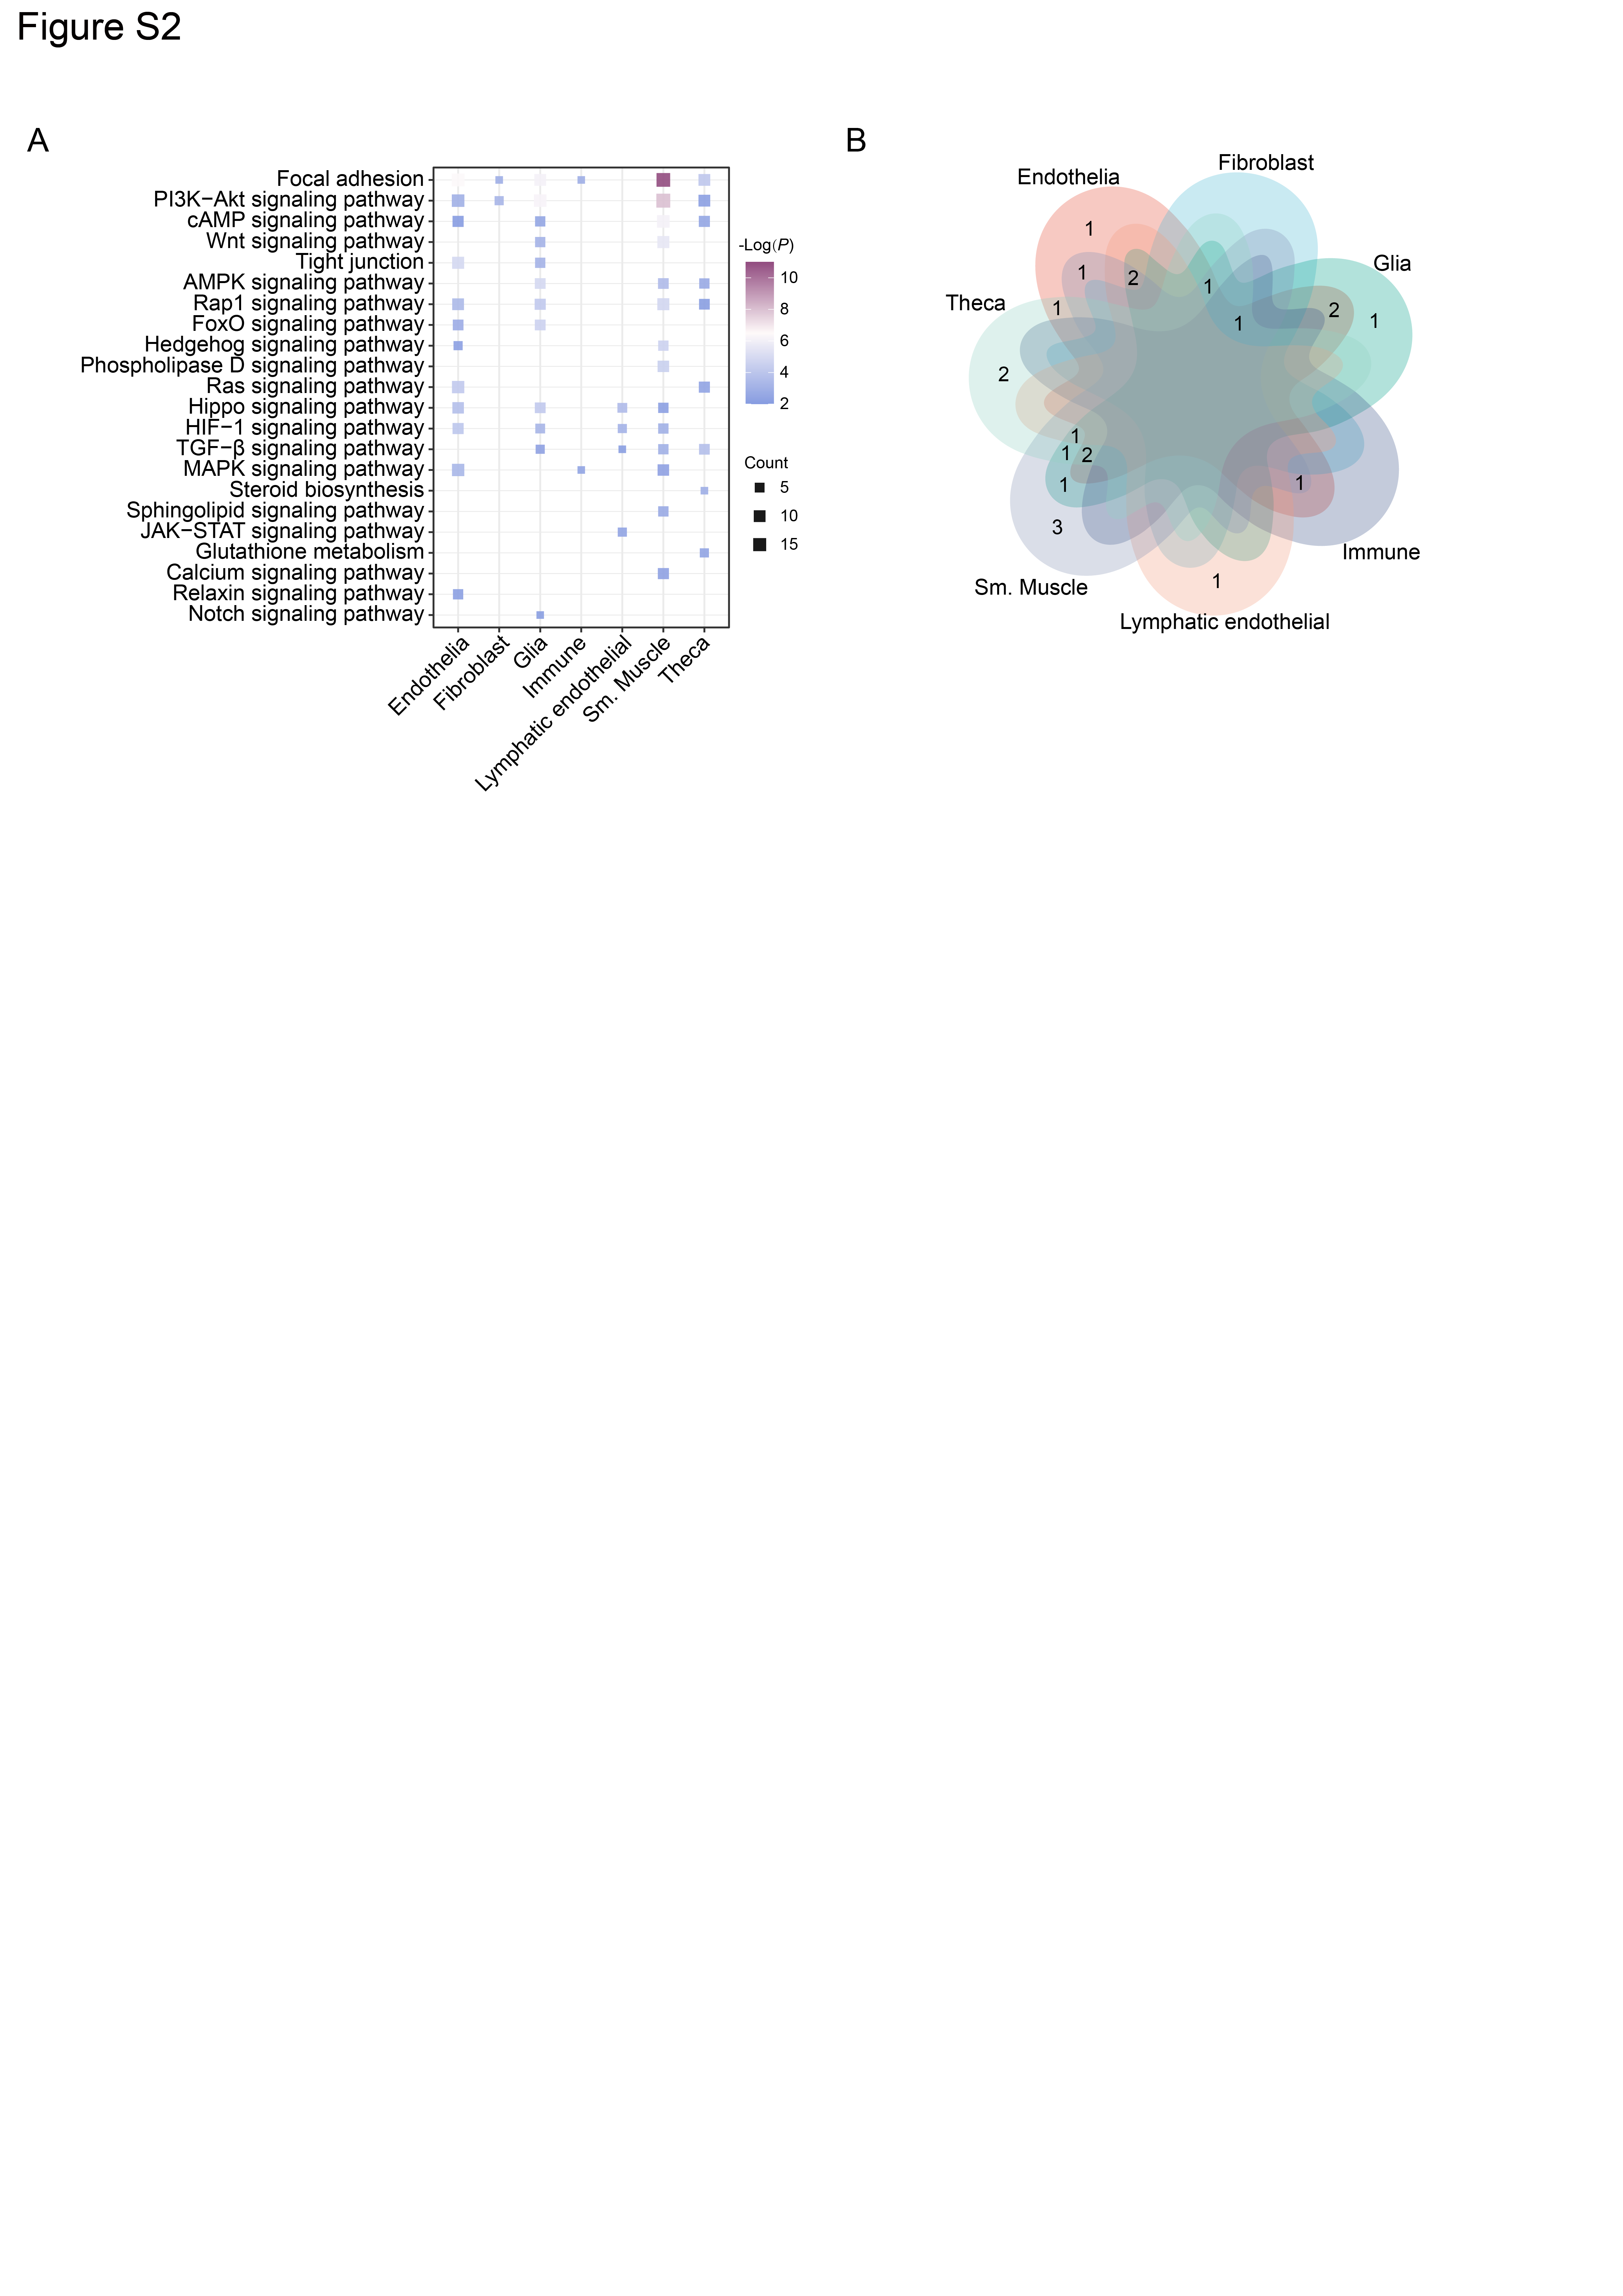 Figure S2
A
Focal adhesion
PI3K−Akt signaling pathway
cAMP signaling pathway
Wnt signaling pathway
Tight junction
AMPK signaling pathway
Rap1 signaling pathway
FoxO signaling pathway
Hedgehog signaling pathway
Phospholipase D signaling pathway
Ras signaling pathway
Hippo signaling pathway
HIF−1 signaling pathway
TGF−β signaling pathway
MAPK signaling pathway
Steroid biosynthesis
Sphingolipid signaling pathway
JAK−STAT signaling pathway
Glutathione metabolism
Calcium signaling pathway
Relaxin signaling pathway
Notch signaling pathway
Endothelia
Fibroblast
Glia
Immune
Lymphatic endothelial
Sm. Muscle
Theca
-Log(P)
10
8
6
4
2
Count
5
10
15
B
Fibroblast
Endothelia
Glia
Theca
Immune
Sm. Muscle
Lymphatic endothelial
1
1
2
1
1
1
2
1
2
1
1
2
1
1
3
1